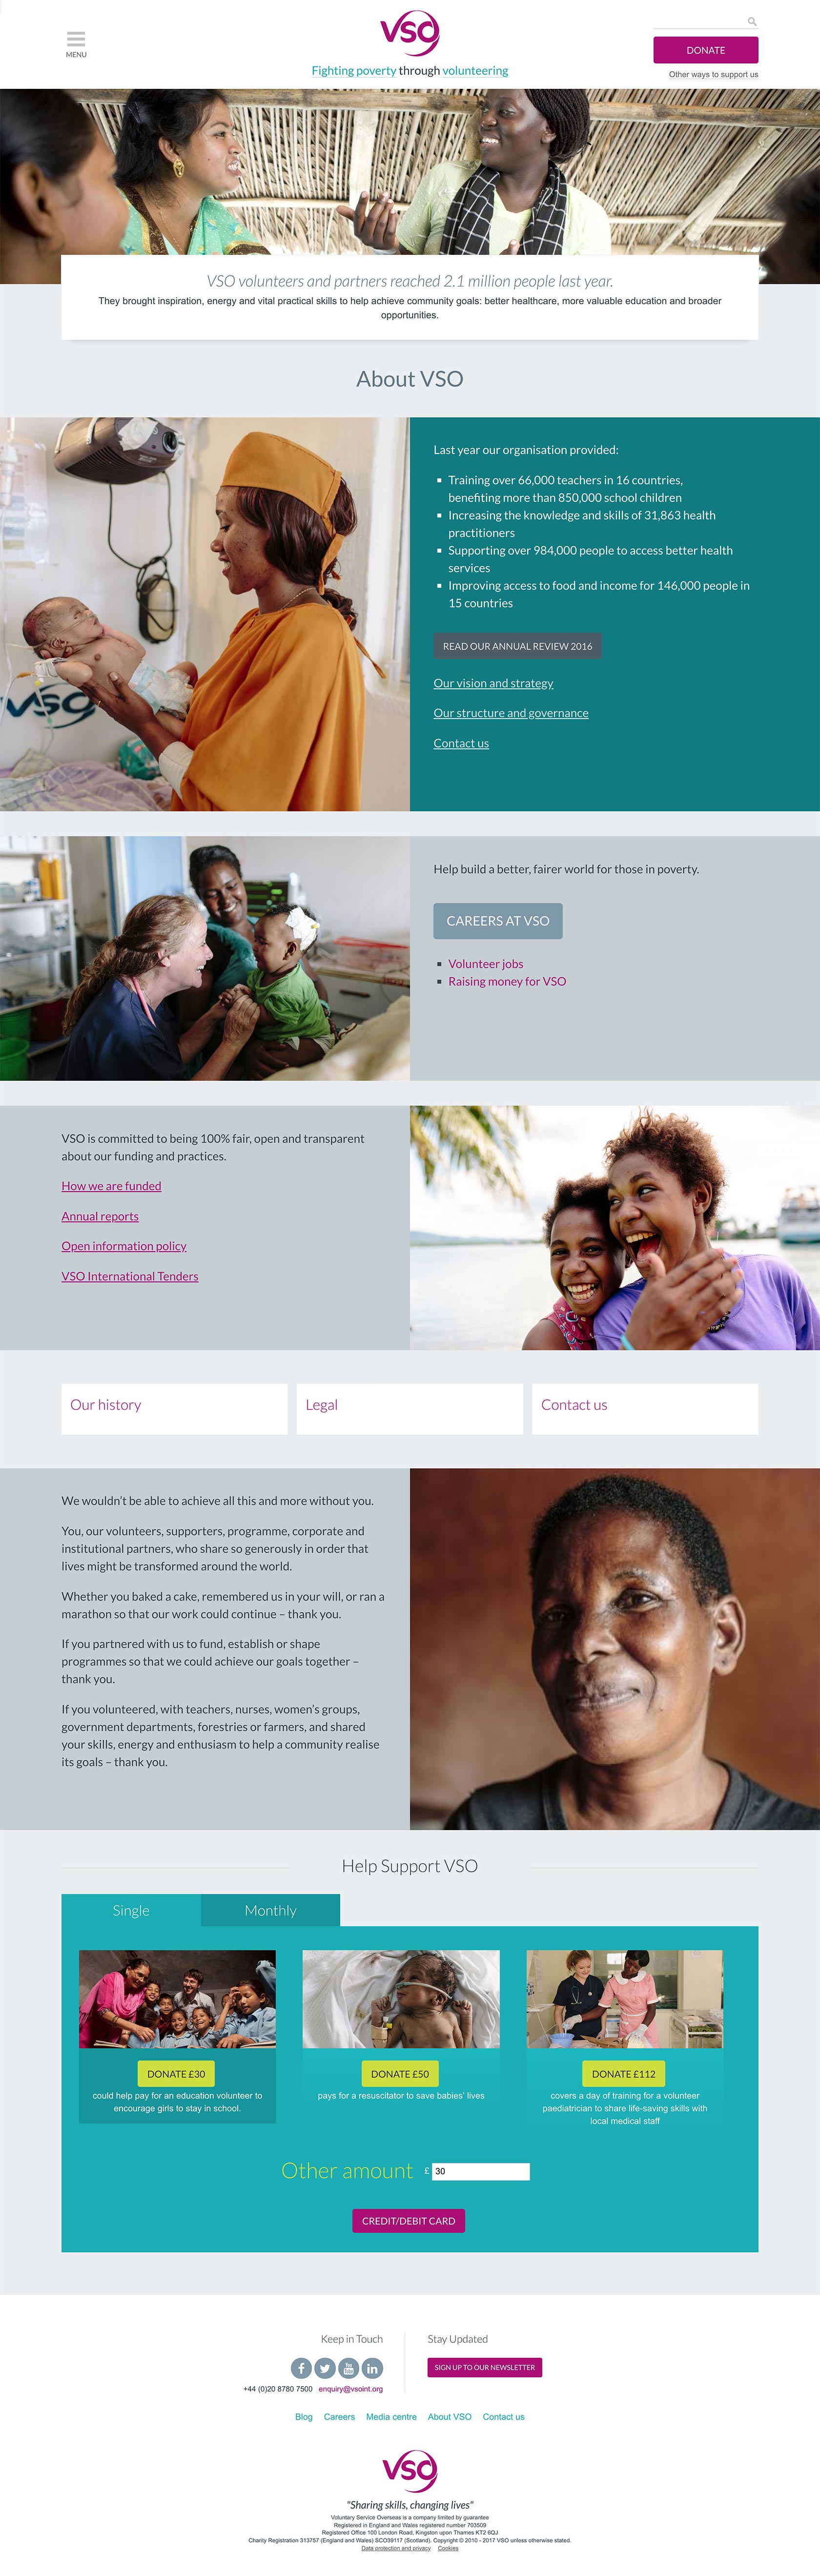 MENU
VSO
Fighting poverty through volunteering
DONATE
Other ways to support us
VSO volunteers and partners reached 2.1 million people last year.
They brought inspiration, energy and vital practical skills to help achieve community goals: better healthcare, more valuable education and broader
opportunities.
About VSO
VSO
Last year our organisation provided:
Training over 66,000 teachers in 16 countries,
benefiting more than 850,000 school children
Increasing the knowledge and skills of 31,863 health
practitioners
Supporting over 984,000 people to access better health
services
Improving access to food and income for 146,000 people in
15 countries
READ OUR ANNUAL REVIEW 2016
Our vision and strategy
Our structure and governance
Contact us
Help build a better, fairer world for those in poverty.
CAREERS AT VSO
Volunteer jobs
Raising money for VSO
VSO is committed to being 100% fair, open and transparent
about our funding and practices.
How we are funded
Annual reports
Open information policy
VSO International Tenders
Our history
Legal
Contact us
We wouldn't be able to achieve all this and more without you.
You, our volunteers, supporters, programme, corporate and
institutional partners, who share so generously in order that
lives might be transformed around the world.
Whether you baked a cake, remembered us in your will, or ran a
marathon so that our work could continue – thank you.
If you partnered with us to fund, establish or shape
programmes so that we could achieve our goals together –
thank you.
If you volunteered, with teachers, nurses, women's groups,
government departments, forestries or farmers, and shared
your skills, energy and enthusiasm to help a community realise
its goals – thank you.
Help Support VSO
Single
Monthly
DONATE £30
could help pay for an education volunteer to
encourage girls to stay in school.
DONATE £50
pays for a resuscitator to save babies' lives
DONATE £112
covers a day of training for a volunteer
paediatrician to share life-saving skills with
local medical staff
Other amount £ 30
CREDIT/DEBIT CARD
Keep in Touch
You Tube
in
+44 (0)20 8780 7500 enquiry@vsoint.org
Stay Updated
SIGN UP TO OUR NEWSLETTER
Blog Careers Media centre About VSO Contact us
VSO
"Sharing skills, changing lives"
Voluntary Service Overseas is a company limited by guarantee
Registered in England and Wales registered number 703509
Registered Office 100 London Road, Kingston upon Thames KT2 6QJ
Charity Registration 313757 (England and Wales) SCO39117 (Scotland). Copyright © 2010 - 2017 VSO unless otherwise stated.
Data protection and privacy Cookies